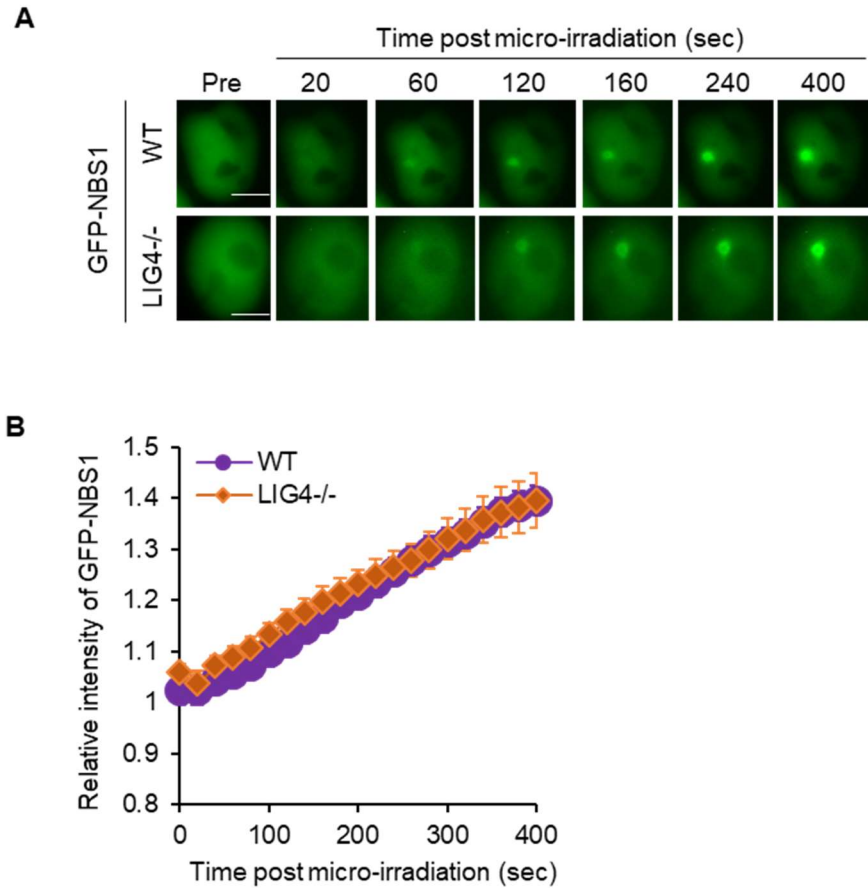 A
Time post micro-irradiation (sec)
Pre 20 60 120 160 240 400
GFP-NBS1
WT
LIG4-/-
B
Relative intensity of GFP-NBS1
1.5
1.4
1.3
1.2
1.1
1
0.9
0.8
WT
LIG4-/-
0 100 200 300 400
Time post micro-irradiation (sec)